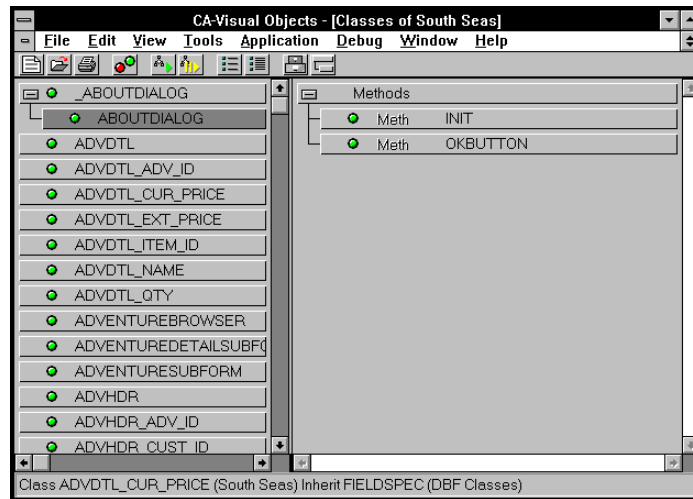 CA-Visual Objects - [Classes of South Seas]
File Edit View Tools Application Debug Window Help
_ABOUTDIALOG
ABOUTDIALOG
ADVDTL
ADVDTL_ADV_ID
ADVDTL_CUR_PRICE
ADVDTL_EXT_PRICE
ADVDTL_ITEM_ID
ADVDTL_NAME
ADVDTL_QTY
ADVENTUREBROWSER
ADVENTUREDETAILSUBFO
ADVENTURESUBFORM
ADVHDR
ADVHDR_ADV_ID
ADVHDR_CUST_ID
Methods
Meth INIT
Meth OKBUTTON
Class ADVDTL_CUR_PRICE (South Seas) Inherit FIELDSPEC (DBF Classes)